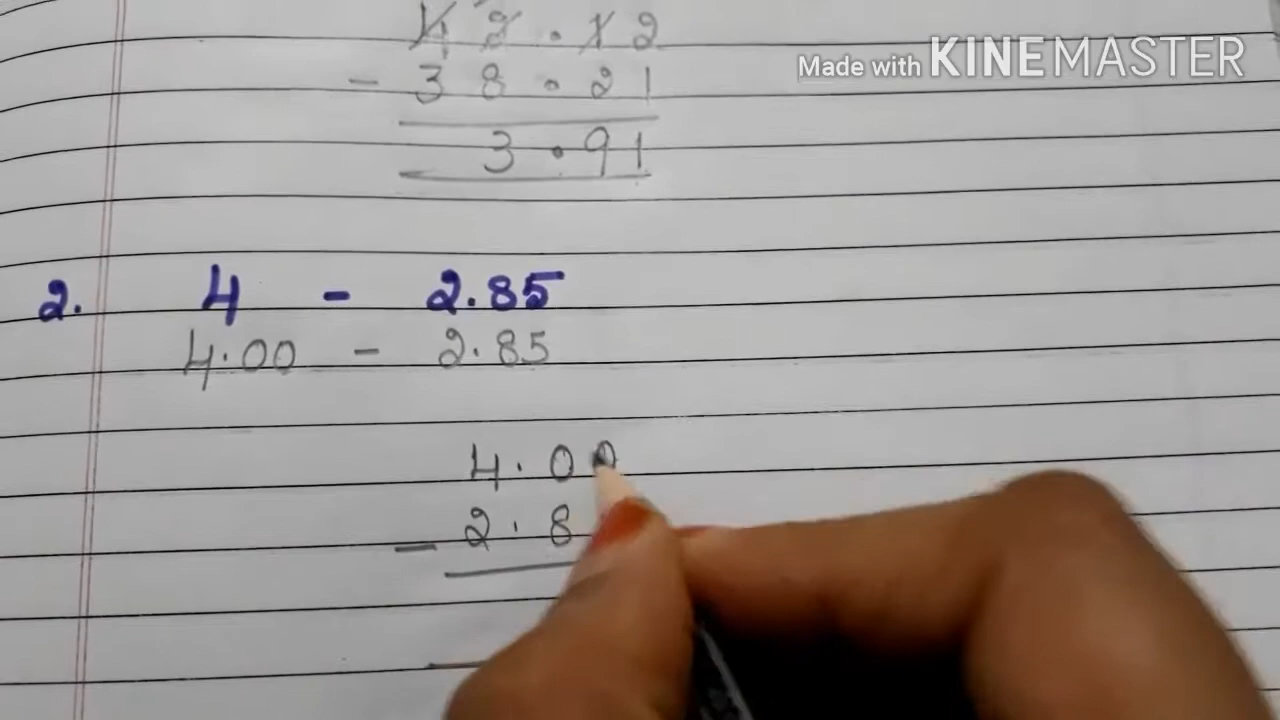 42.12
Made with KINEMASTER
- 38.21
3.91
2. 4 - 2.85
4.00 - 2.85
4.00
- 2.8